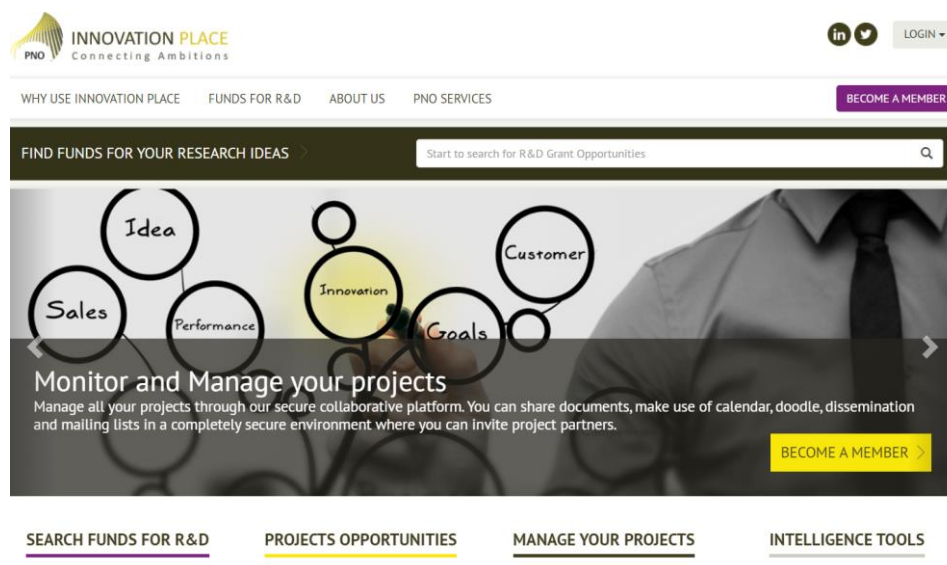 INNOVATION PLACE
PNO
Connecting Ambitions
in
LOGIN
WHY USE INNOVATION PLACE
FUNDS FOR R&D
ABOUT US
PNO SERVICES
BECOME A MEMBER
FIND FUNDS FOR YOUR RESEARCH IDEAS
Start to search for R&D Grant Opportunities
Idea
Customer
Innovation
Sales
Performance
Goals
Monitor and Manage your projects
Manage all your projects through our secure collaborative platform. You can share documents, make use of calendar, doodle, dissemination
and mailing lists in a completely secure environment where you can invite project partners.
BECOME A MEMBER
SEARCH FUNDS FOR R&D
PROJECTS OPPORTUNITIES
MANAGE YOUR PROJECTS
INTELLIGENCE TOOLS